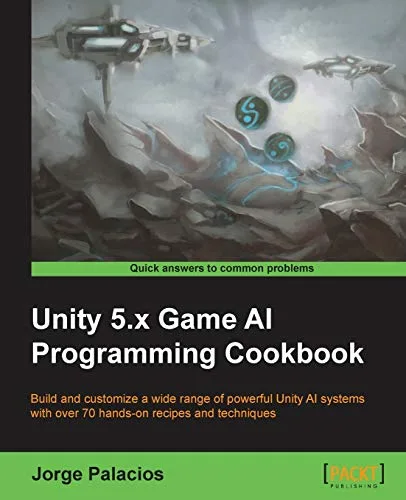 Quick answers to common problems
Unity 5.x Game AI
Programming Cookbook
Build and customize a wide range of powerful Unity AI systems
with over 70 hands-on recipes and techniques
Jorge Palacios
[PACKT]
PUBLISHING